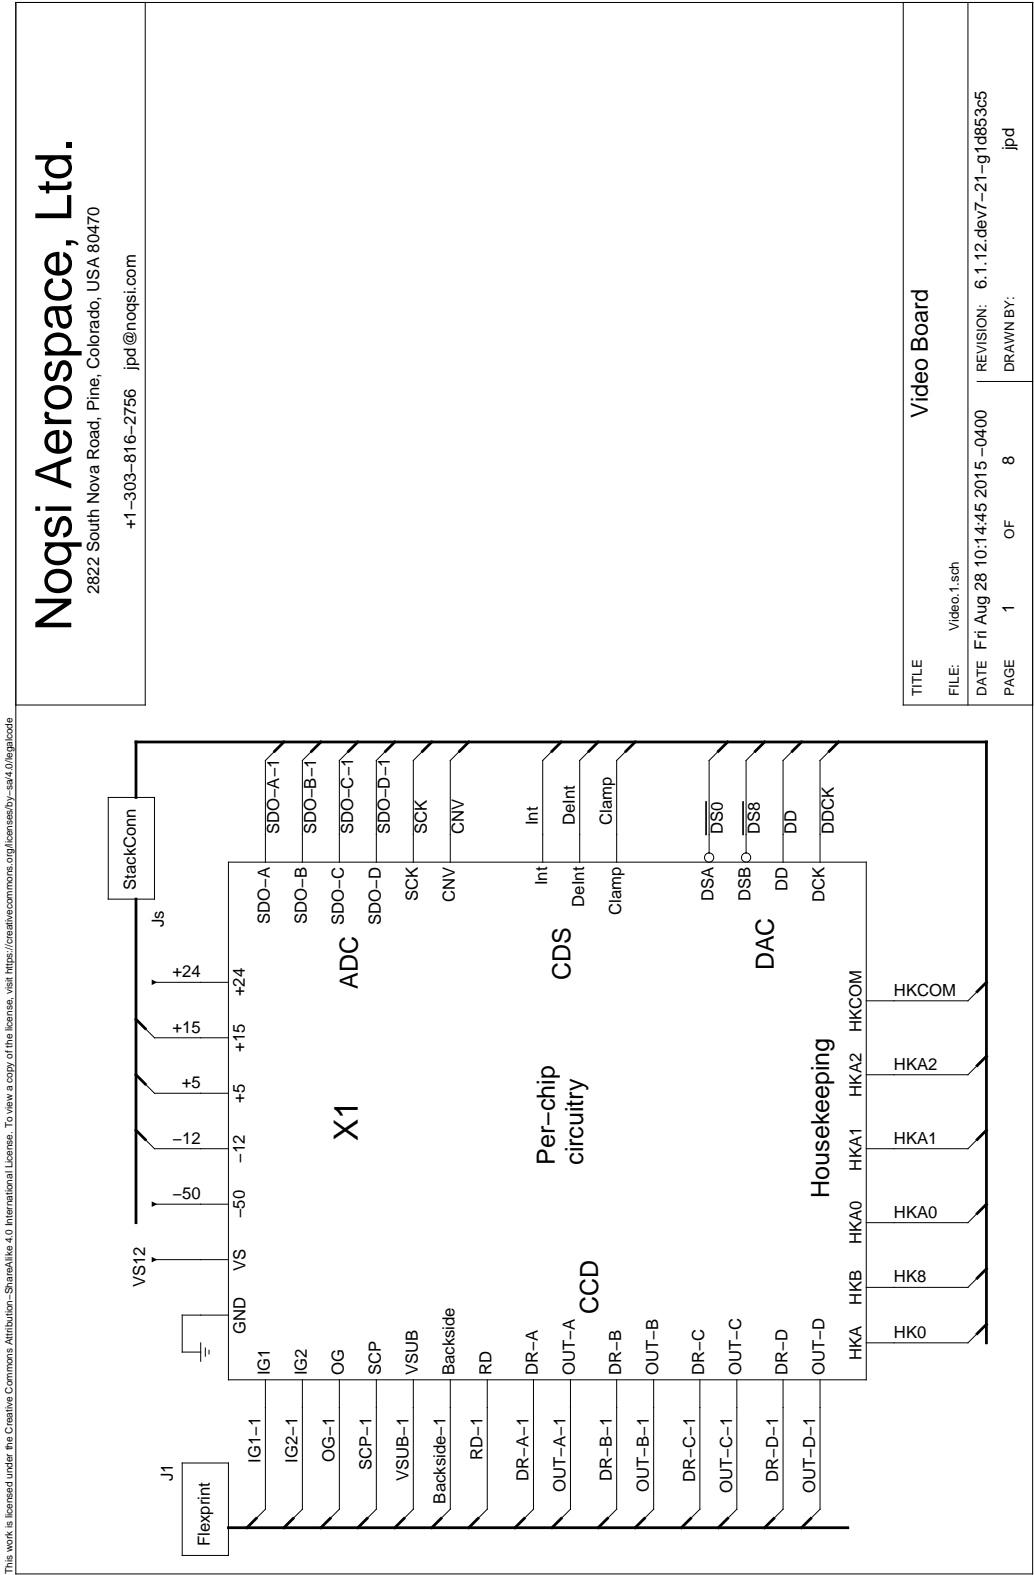 This work is licensed under the Creative Commons Attribution−ShareAlike 4.0 International License. To view a copy of the license, visit https://creativecommons.org/licenses/by−sa/4.0/legalcode
Noqsi Aerospace, Ltd.
2822 South Nova Road, Pine, Colorado, USA 80470
+1−303−816−2756 jpd@noqsi.com
StackConn
Js
VS12
−50
−12
+5
+15
+24
GND
VS
−50
−12
+5
+15
+24
J1
Flexprint
IG1−1
IG2−1
OG−1
SCP−1
VSUB−1
Backside−1
RD−1
DR−A−1
OUT−A−1
DR−B−1
OUT−B−1
DR−C−1
OUT−C−1
DR−D−1
OUT−D−1
IG1
IG2
OG
SCP
VSUB
Backside
RD
DR−A
OUT−A
DR−B
OUT−B
DR−C
OUT−C
DR−D
OUT−D
CCD
X1
Per−chip
circuitry
Housekeeping
ADC
CDS
DAC
SDO−A
SDO−B
SDO−C
SDO−D
SCK
CNV
Int
DeInt
Clamp
DSA
DSB
DD
DCK
SDO−A−1
SDO−B−1
SDO−C−1
SDO−D−1
SCK
CNV
Int
DeInt
Clamp
DS0
DS8
DD
DDCK
HKA
HKB
HKA0
HKA1
HKA2
HKCOM
HK0
HK8
HKA0
HKA1
HKA2
HKCOM
TITLE
Video Board
FILE: Video.1.sch
DATE Fri Aug 28 10:14:45 2015 −0400
REVISION: 6.1.12.dev7−21−g1d853c5
PAGE 1 OF 8
DRAWN BY: jpd